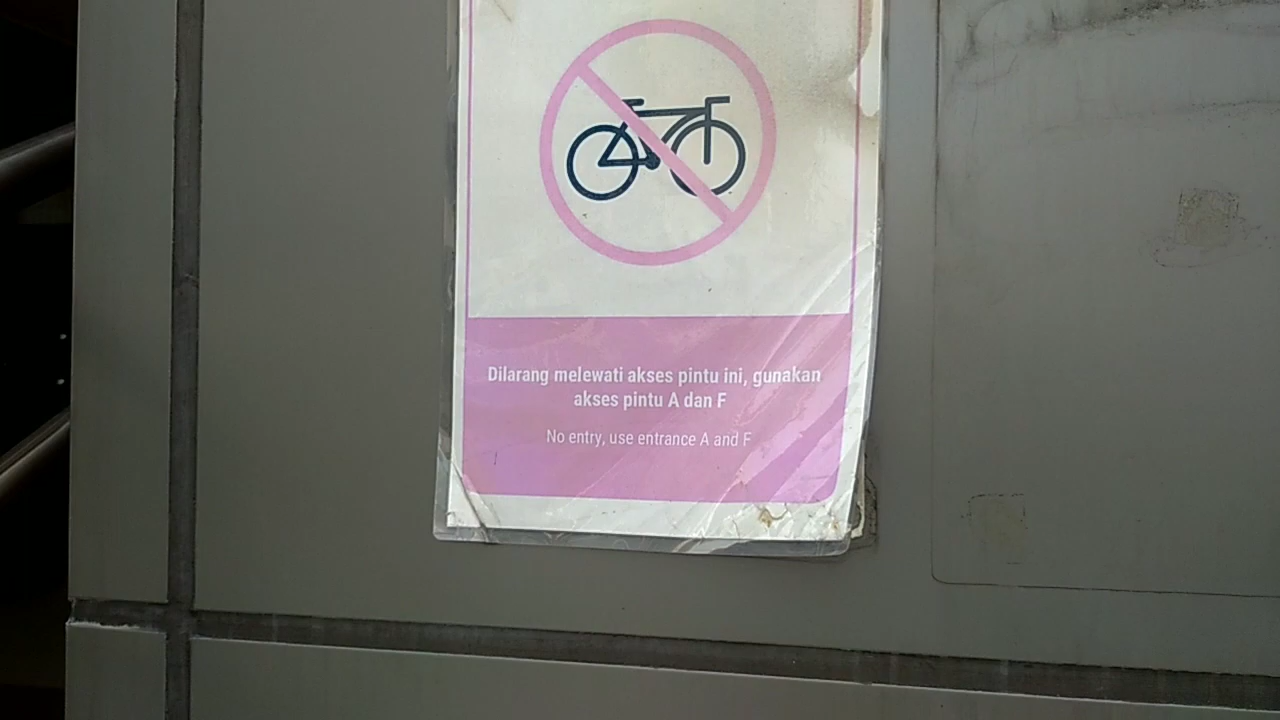 Dilarang melewati akses pintu ini, gunakan
akses pintu A dan F
No entry, use entrance A and F